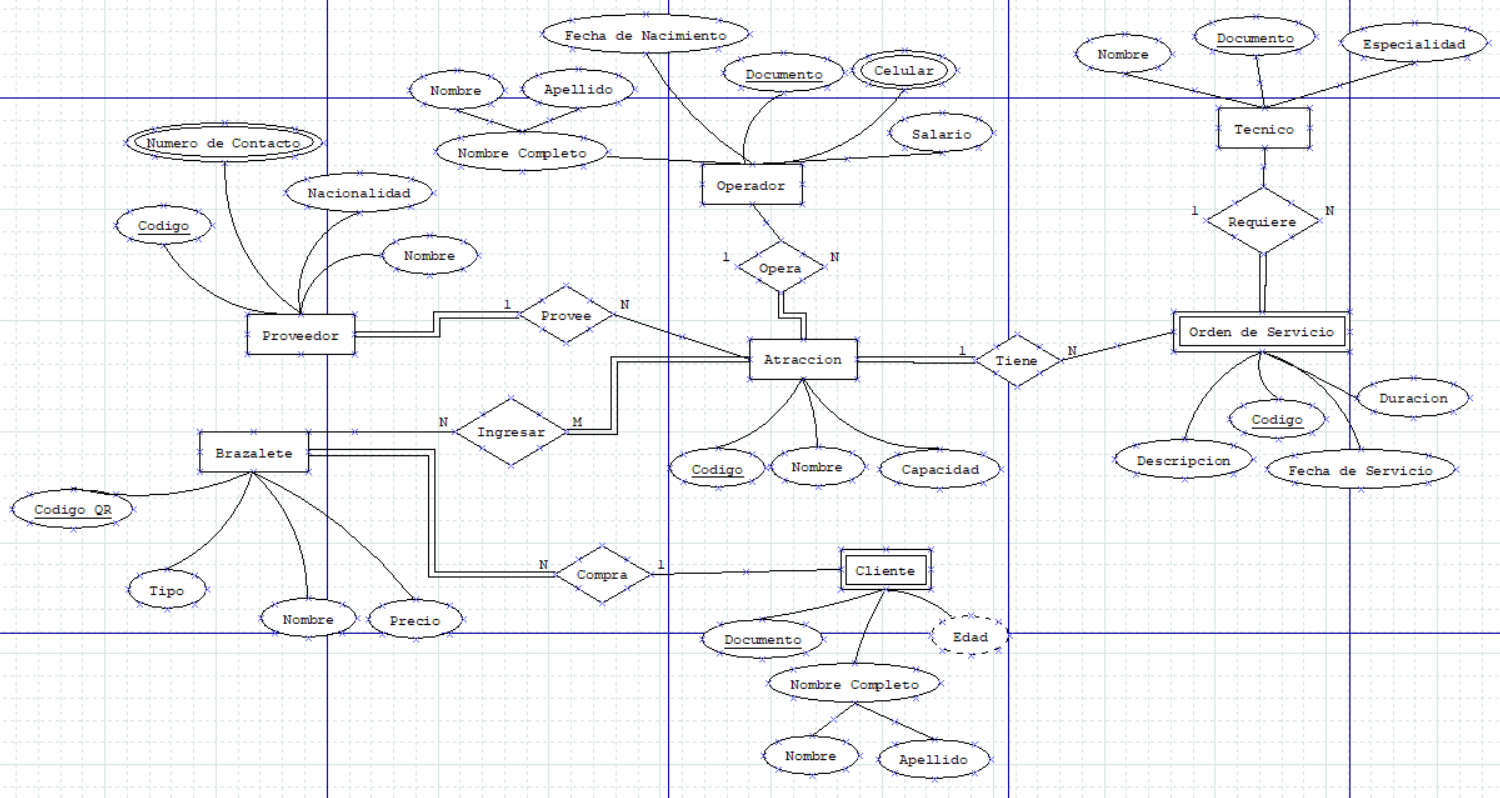 Fecha de Nacimiento
Documento
Celular
Nombre
Apellido
Salario
Nombre Completo
Operador
Nombre
Documento
Especialidad
Tecnico
1
Requiere
N
Numero de Contacto
Nacionalidad
Codigo
Nombre
Proveedor
1
Provee
N
1
Opera
N
Atraccion
1
Tiene
N
Orden de Servicio
Duracion
Codigo
Descripcion
Fecha de Servicio
Codigo
Nombre
Capacidad
N
Ingresar
M
Brazalete
Codigo QR
Tipo
Nombre
Precio
N
Compra
1
Cliente
Documento
Edad
Nombre Completo
Nombre
Apellido